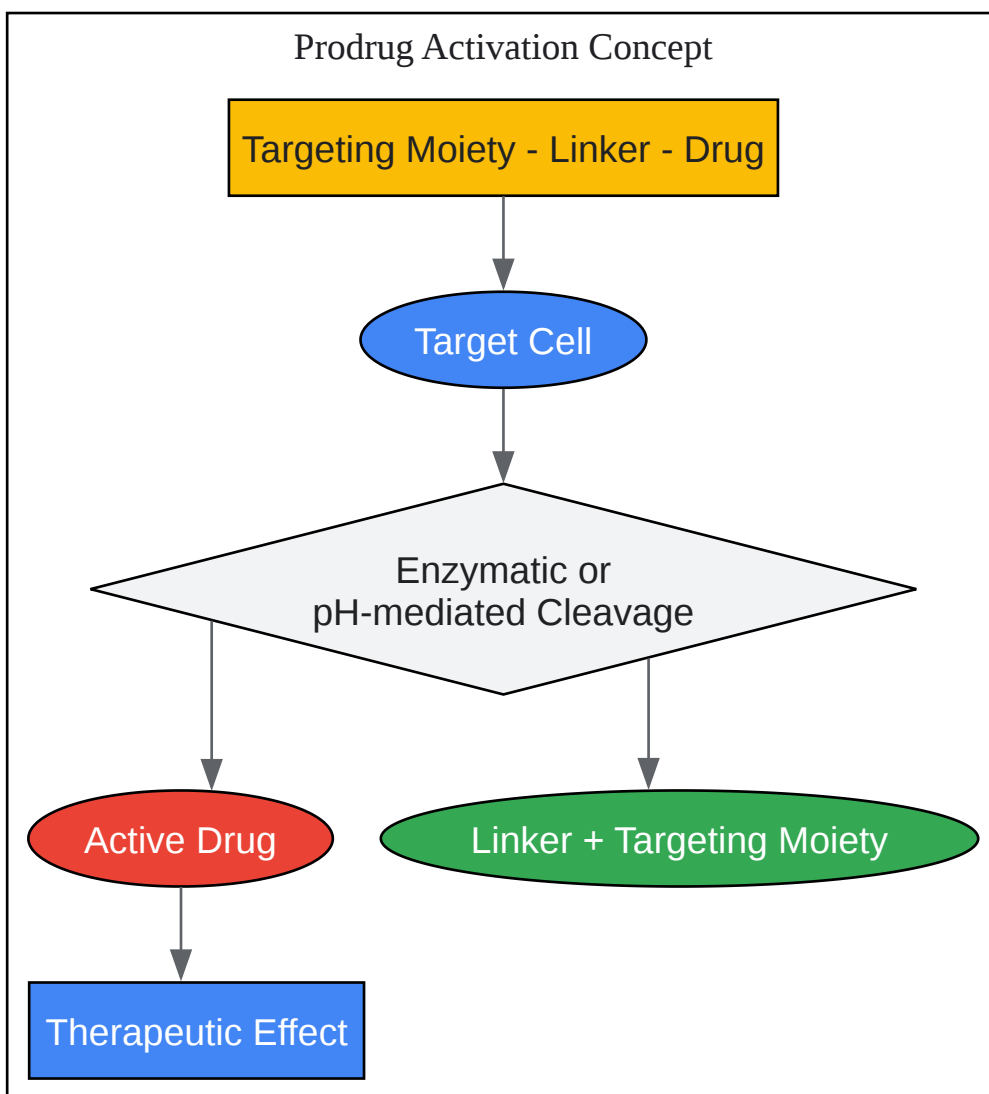 Prodrug Activation Concept
Targeting Moiety - Linker - Drug
Target Cell
Enzymatic or
pH-mediated Cleavage
Active Drug
Linker + Targeting Moiety
Therapeutic Effect